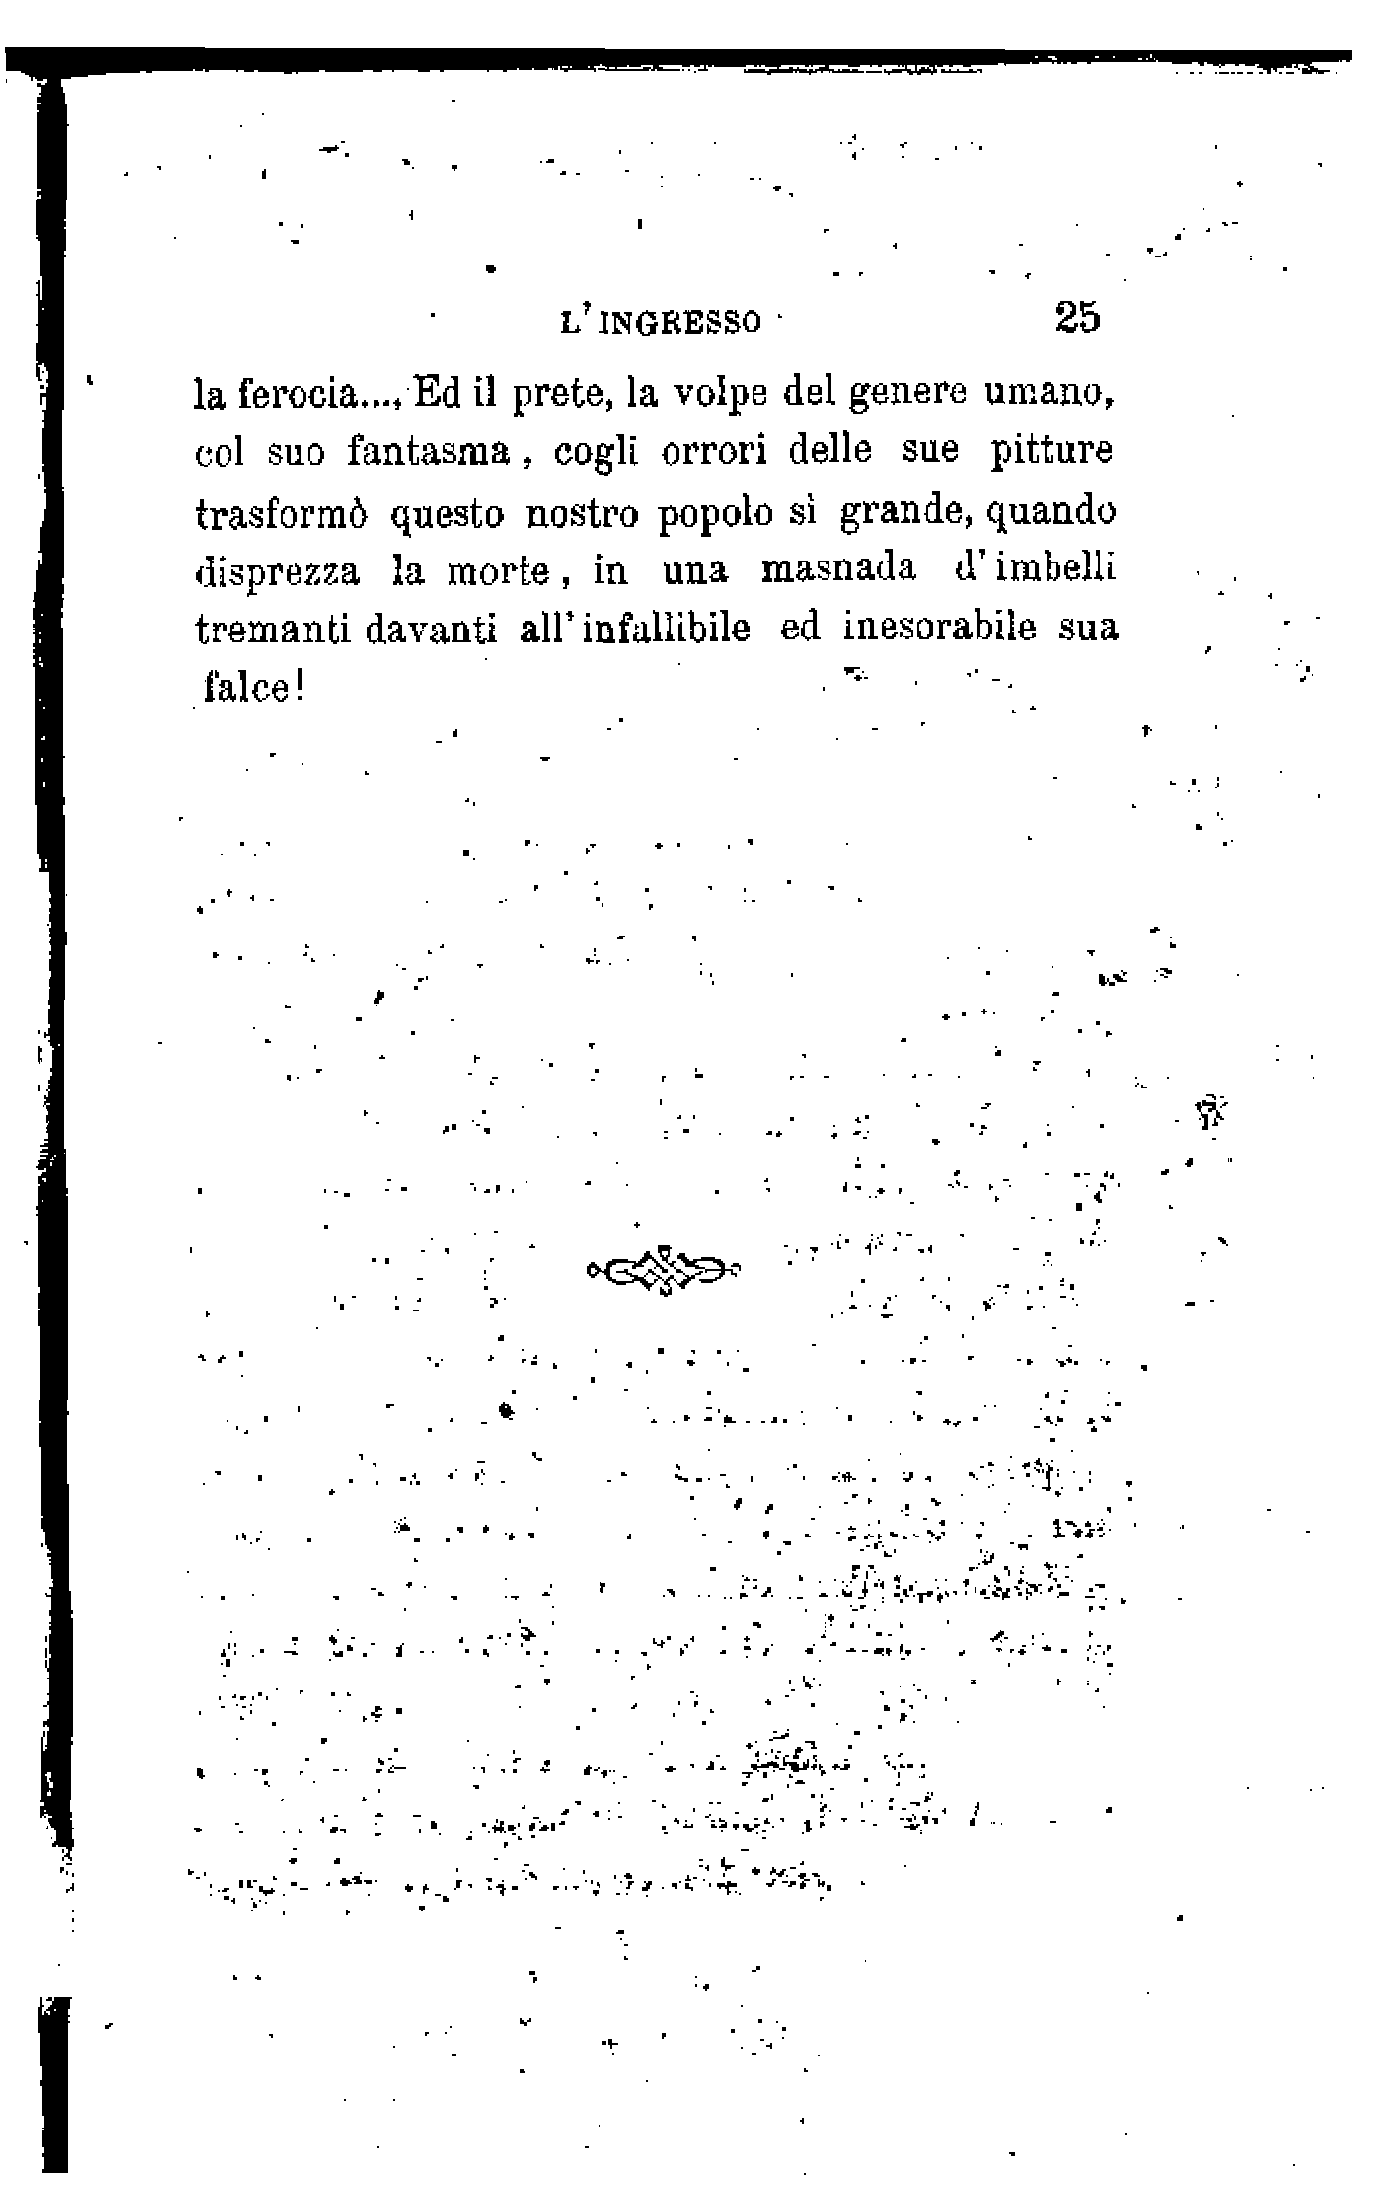 L'INGRESSO 25
la ferocia.... Ed il prete, la volpe del genere umano,
col suo fantasma, cogli orrori delle sue pitture
trasformò questo nostro popolo sì grande, quando
disprezza la morte, in una masnada d'imbelli
tremanti davanti all'infallibile ed inesorabile sua
falce!